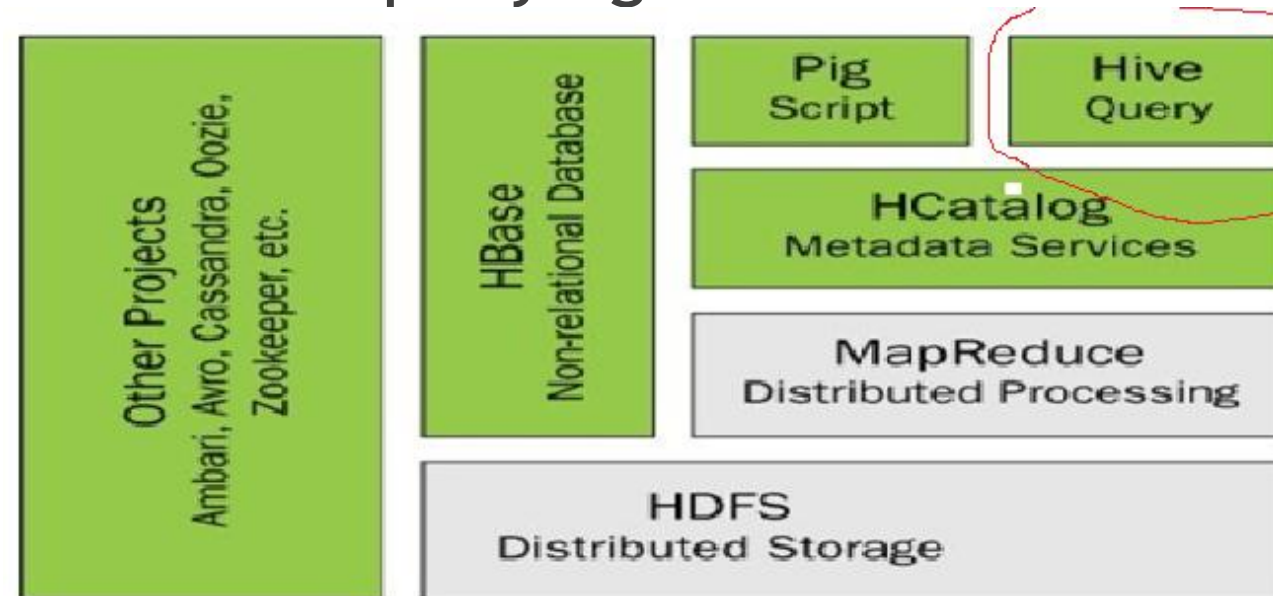 Other Projects
Ambari, Avro, Cassandra, Oozie,
Zookeeper, etc.
HBase
Non-relational Database
Pig
Script
Hive
Query
HCatalog
Metadata Services
MapReduce
Distributed Processing
HDFS
Distributed Storage